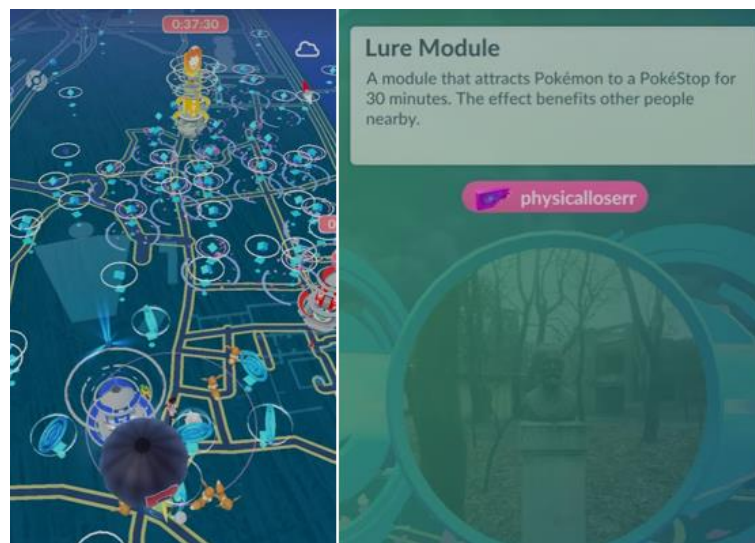 0:37:30
Lure Module
A module that attracts Pokémon to a PokéStop for
30 minutes. The effect benefits other people
nearby.
physicalloserr